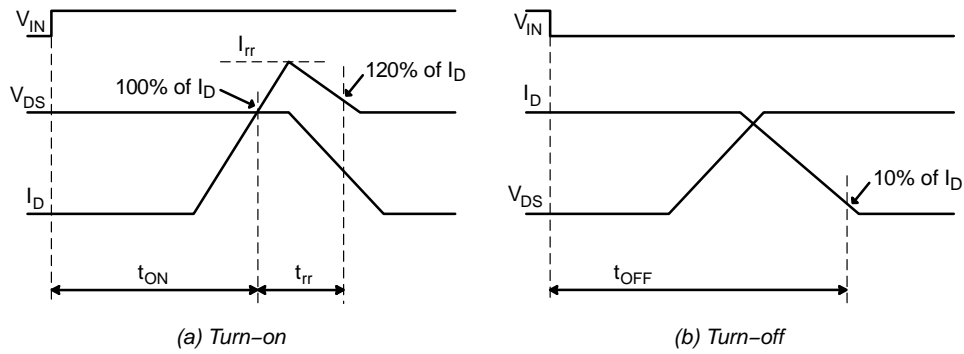 V_IN
I_rr
100% of I_D
120% of I_D
V_DS
I_D
t_ON
t_rr
(a) Turn−on
V_IN
I_D
V_DS
10% of I_D
t_OFF
(b) Turn−off